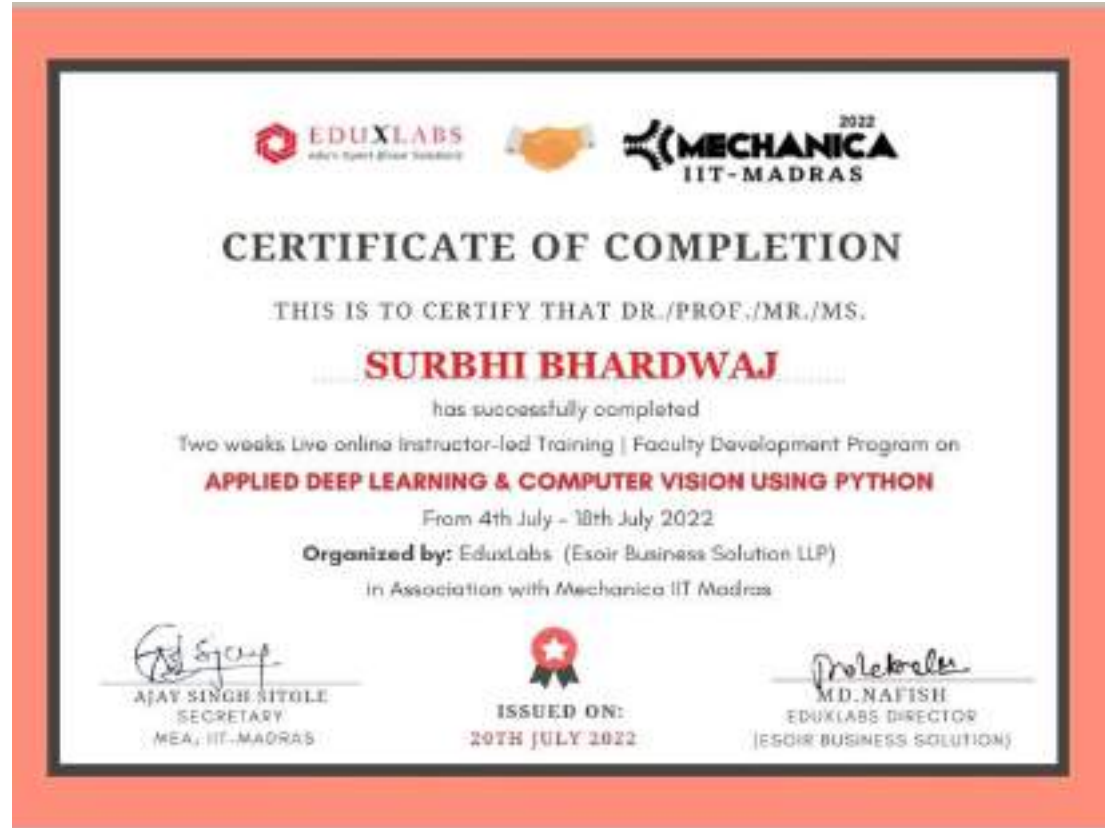 EDUXLABS
2022
MECHANICA
IIT-MADRAS
CERTIFICATE OF COMPLETION
THIS IS TO CERTIFY THAT DR./PROF./MR./MS.
SURBHI BHARDWAJ
has successfully completed
Two weeks Live online Instructor-led Training | Faculty Development Program on
APPLIED DEEP LEARNING & COMPUTER VISION USING PYTHON
From 4th July - 18th July 2022
Organized by: EduxLabs (Esoir Business Solution LLP)
in Association with Mechanica IIT Madras
AJAY SINGH SITOLE
SECRETARY
MEA, IIT-MADRAS
ISSUED ON:
20TH JULY 2022
MD.NAFISH
EDUXLABS DIRECTOR
(ESOIR BUSINESS SOLUTION)